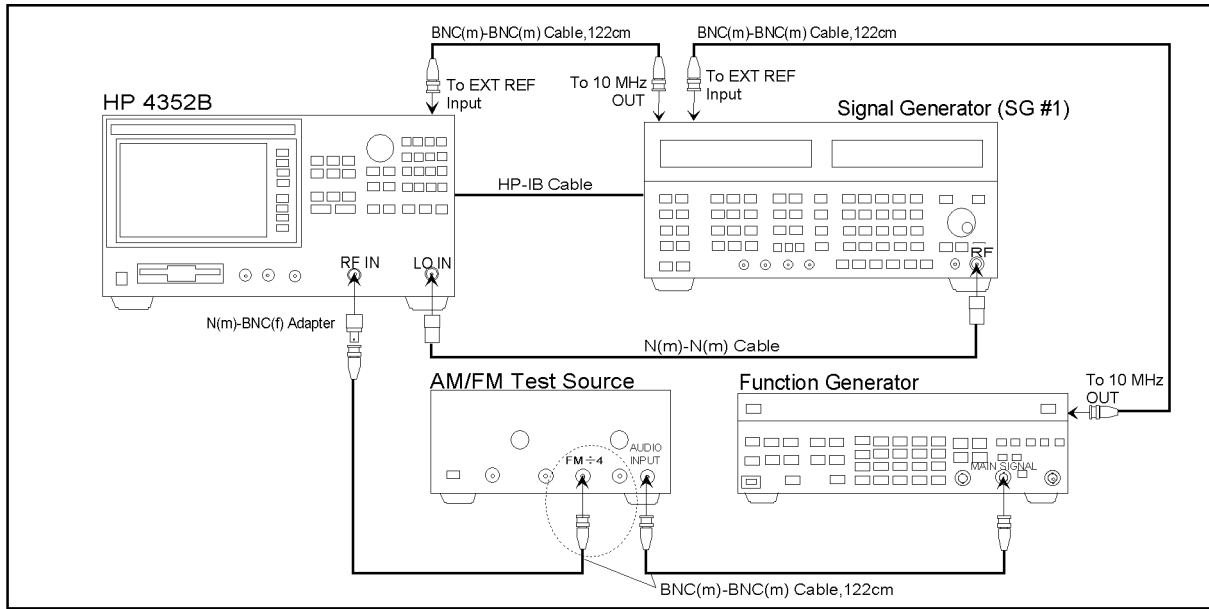 BNC(m)-BNC(m) Cable,122cm
BNC(m)-BNC(m) Cable,122cm
To EXT REF
Input
To 10 MHz
OUT
To EXT REF
Input
HP 4352B
Signal Generator (SG #1)
HP-IB Cable
RF IN
LO IN
RF
N(m)-BNC(f) Adapter
N(m)-N(m) Cable
AM/FM Test Source
Function Generator
To 10 MHz
OUT
FM÷4
AUDIO
INPUT
MAIN SIGNAL
BNC(m)-BNC(m) Cable,122cm